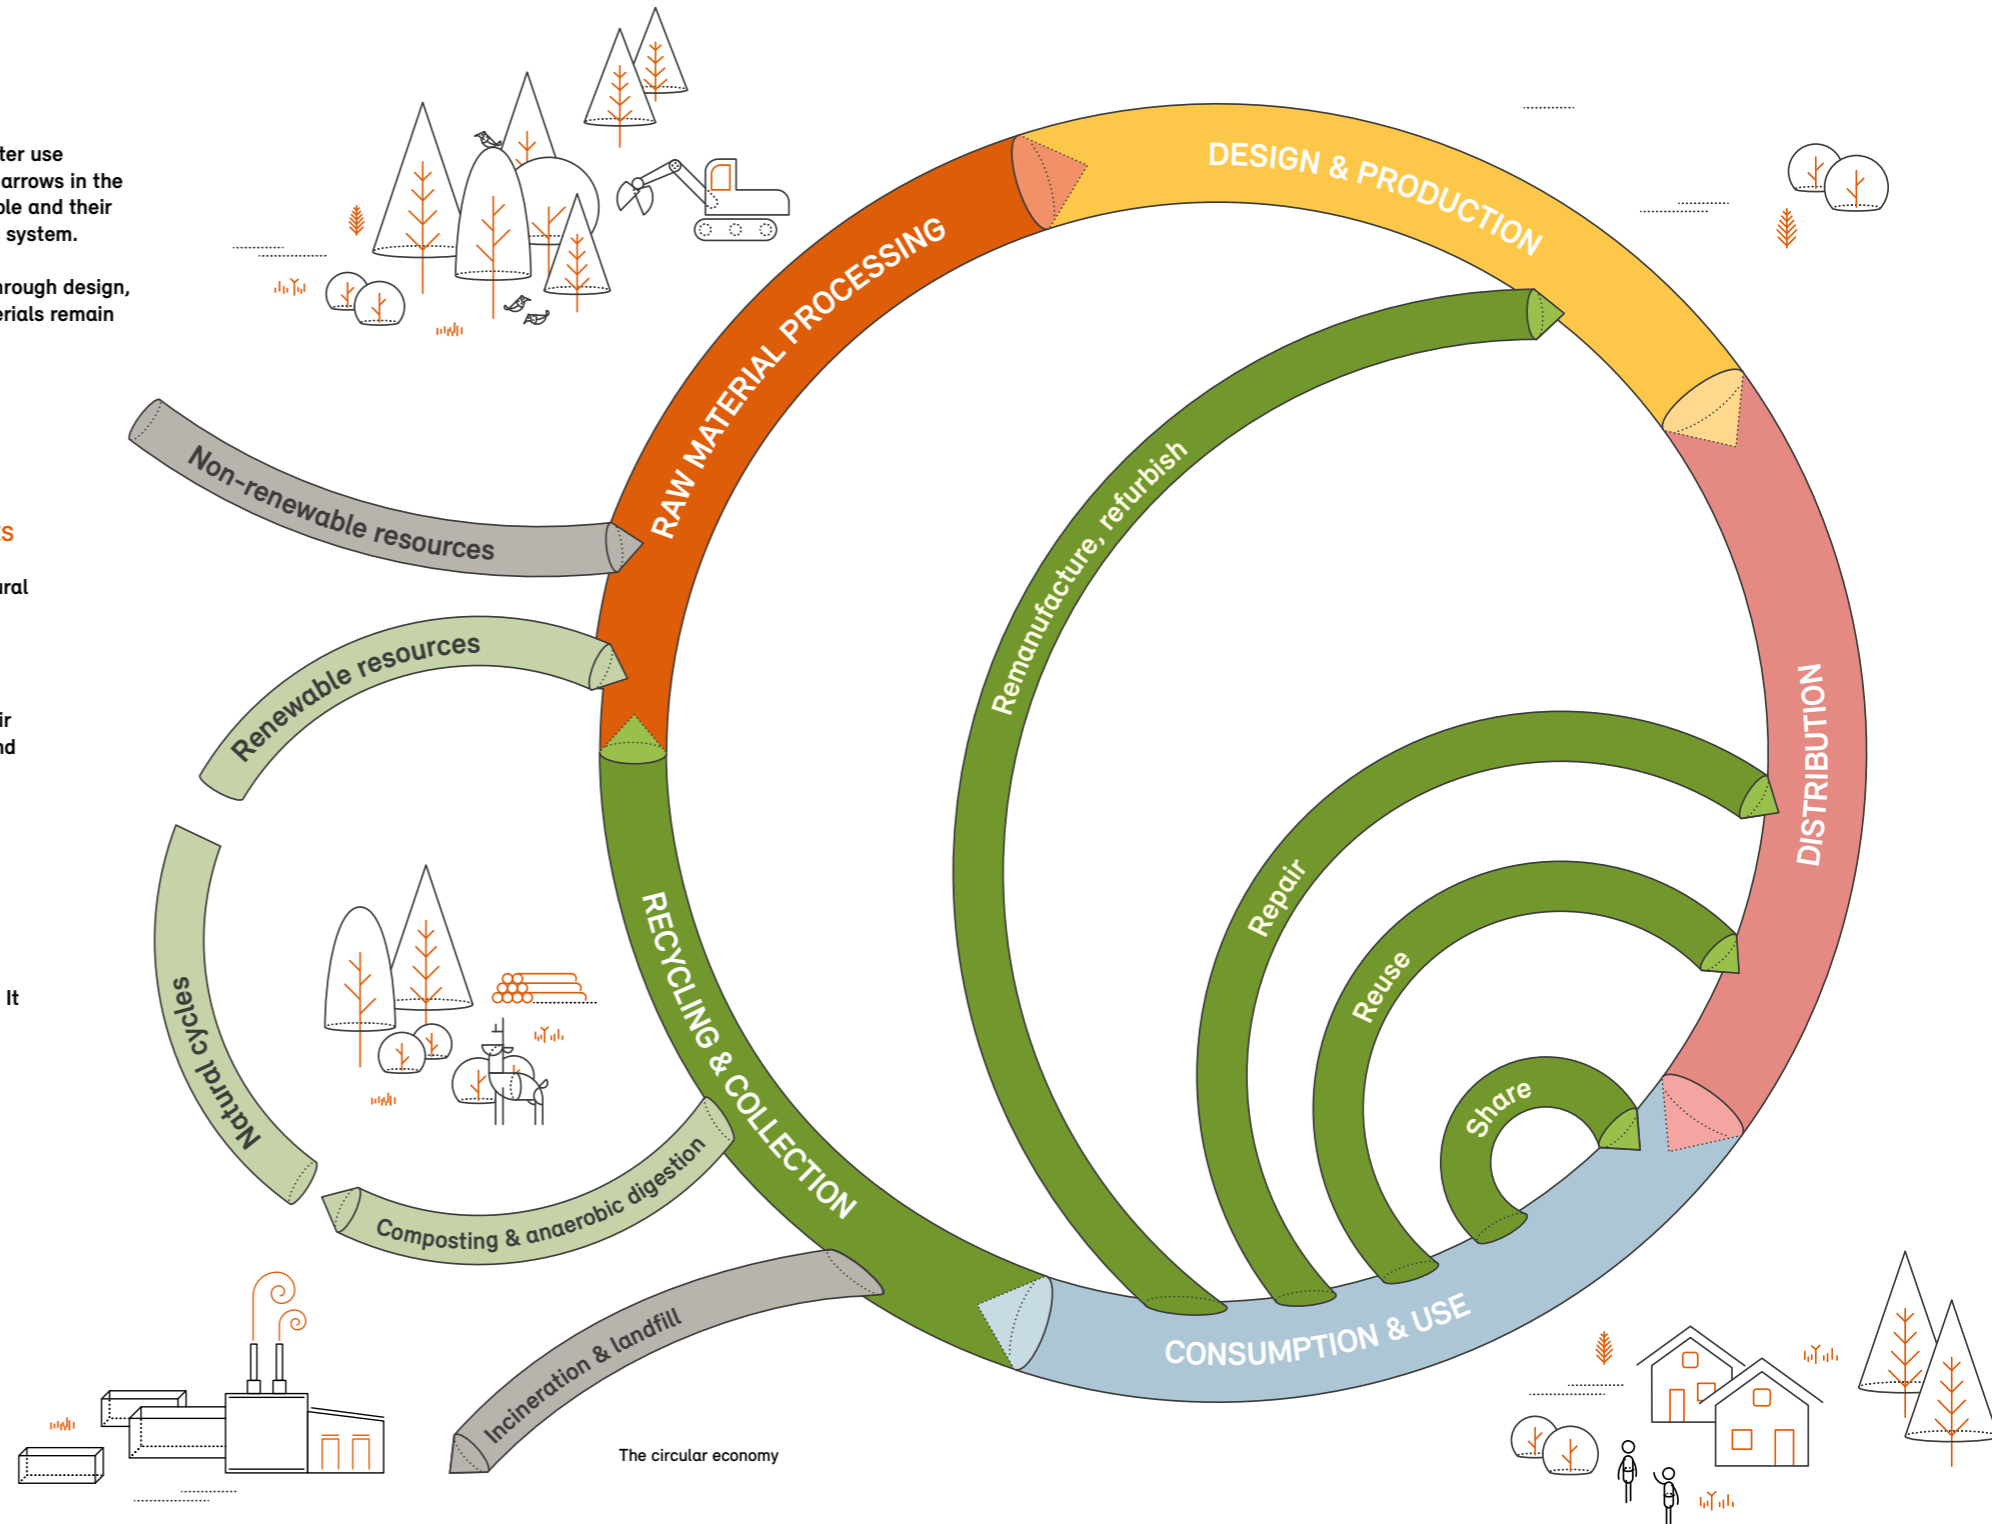 ter use
arrows in the
ple and their
system.
hrough design,
erials remain
ural
ir
nd
It
DESIGN & PRODUCTION
RAW MATERIAL PROCESSING
Non-renewable resources
Remanufacture, refurbish
Renewable resources
DISTRIBUTION
Repair
Reuse
Share
RECYCLING & COLLECTION
Natural cycles
Composting & anaerobic digestion
CONSUMPTION & USE
Incineration & landfill
The circular economy